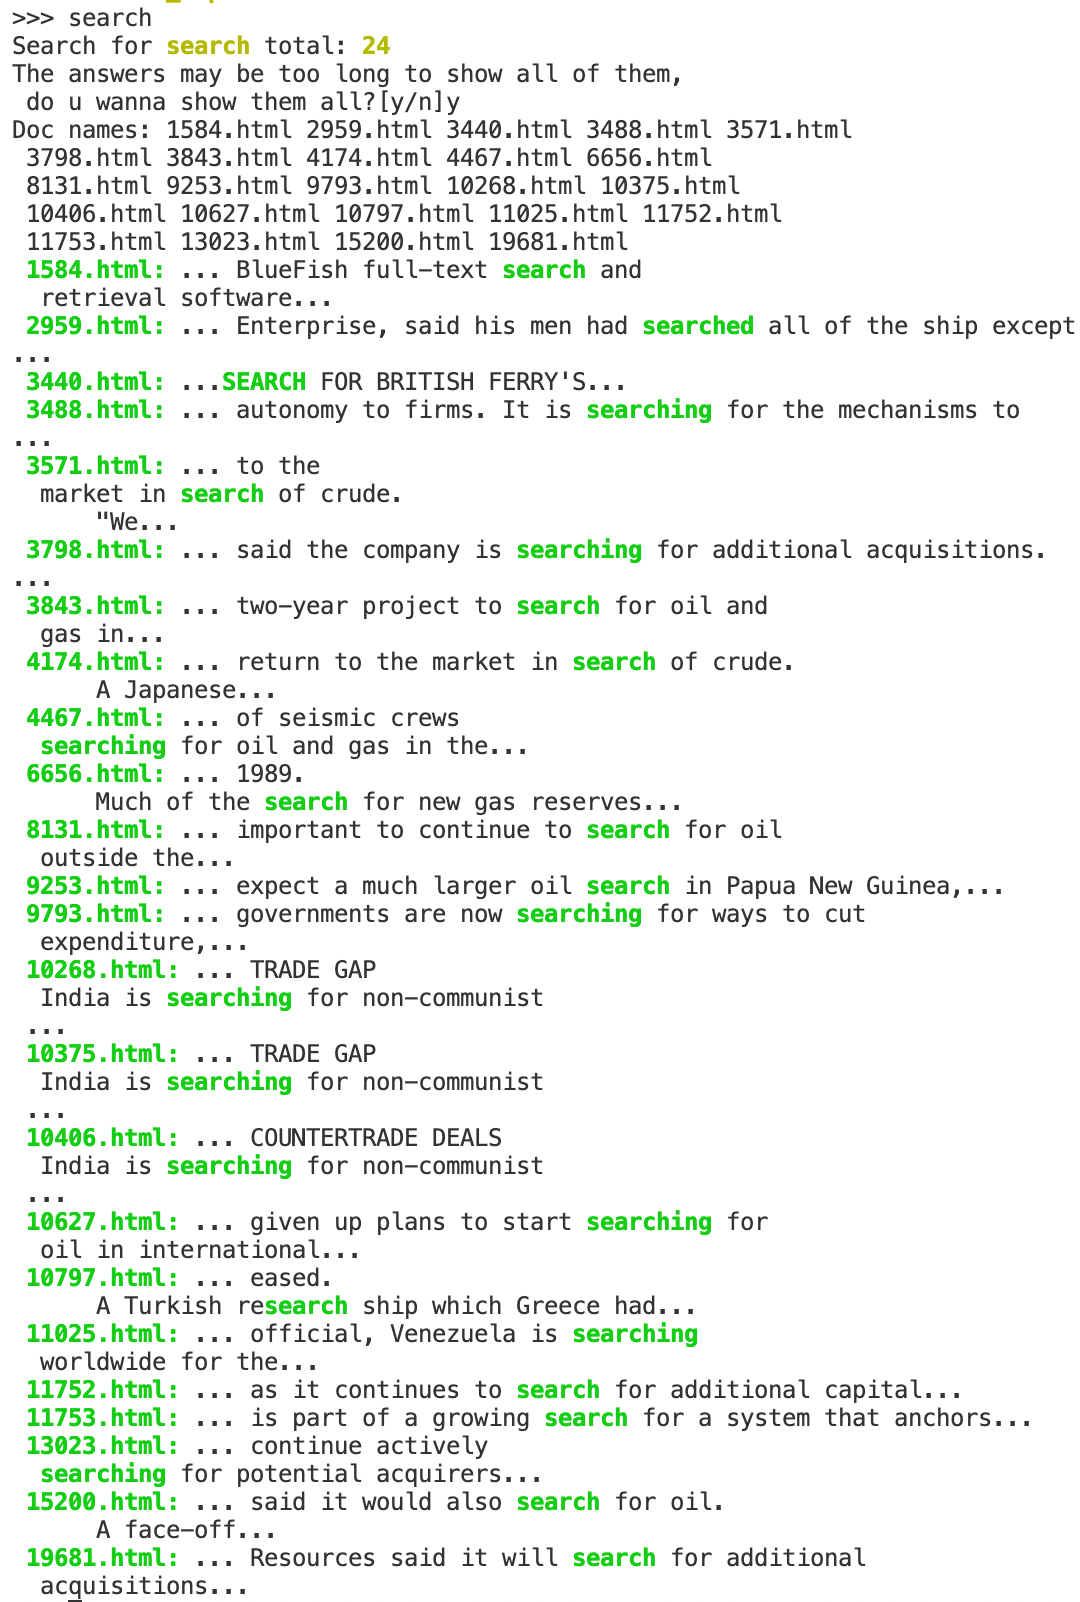 >>> search
Search for search total: 24
The answers may be too long to show all of them,
 do u wanna show them all?[y/n]y
Doc names: 1584.html 2959.html 3440.html 3488.html 3571.html
 3798.html 3843.html 4174.html 4467.html 6656.html
 8131.html 9253.html 9793.html 10268.html 10375.html
 10406.html 10627.html 10797.html 11025.html 11752.html
 11753.html 13023.html 15200.html 19681.html
 1584.html: ... BlueFish full-text search and
  retrieval software...
 2959.html: ... Enterprise, said his men had searched all of the ship except
...
 3440.html: ...SEARCH FOR BRITISH FERRY'S...
 3488.html: ... autonomy to firms. It is searching for the mechanisms to
...
 3571.html: ... to the
  market in search of crude.
      "We...
 3798.html: ... said the company is searching for additional acquisitions.
...
 3843.html: ... two-year project to search for oil and
  gas in...
 4174.html: ... return to the market in search of crude.
      A Japanese...
 4467.html: ... of seismic crews
  searching for oil and gas in the...
 6656.html: ... 1989.
      Much of the search for new gas reserves...
 8131.html: ... important to continue to search for oil
  outside the...
 9253.html: ... expect a much larger oil search in Papua New Guinea,...
 9793.html: ... governments are now searching for ways to cut
  expenditure,...
 10268.html: ... TRADE GAP
  India is searching for non-communist
 ...
 10375.html: ... TRADE GAP
  India is searching for non-communist
 ...
 10406.html: ... COUNTERTRADE DEALS
  India is searching for non-communist
 ...
 10627.html: ... given up plans to start searching for
  oil in international...
 10797.html: ... eased.
      A Turkish research ship which Greece had...
 11025.html: ... official, Venezuela is searching
  worldwide for the...
 11752.html: ... as it continues to search for additional capital...
 11753.html: ... is part of a growing search for a system that anchors...
 13023.html: ... continue actively
  searching for potential acquirers...
 15200.html: ... said it would also search for oil.
      A face-off...
 19681.html: ... Resources said it will search for additional
  acquisitions...